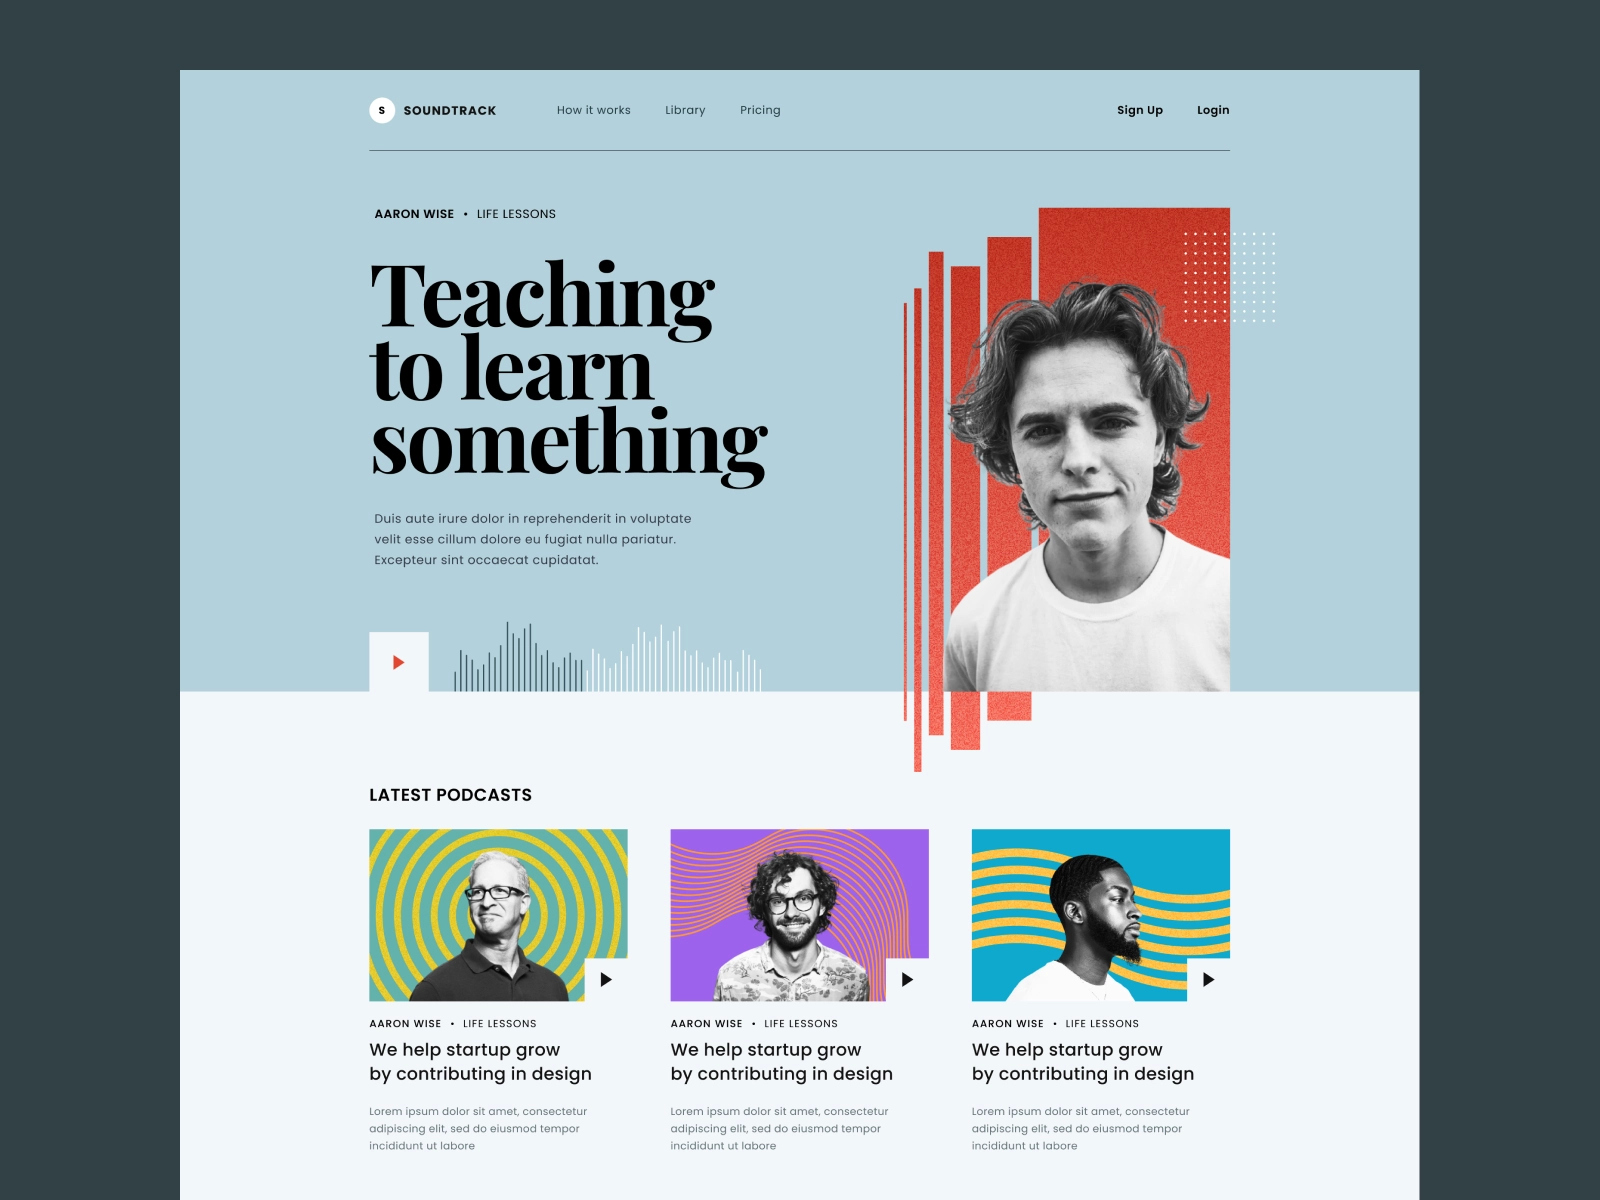 S SOUNDTRACK How it works Library Pricing Sign Up Login
AARON WISE • LIFE LESSONS
Teaching
to learn
something
Duis aute irure dolor in reprehenderit in voluptate
velit esse cillum dolore eu fugiat nulla pariatur.
Excepteur sint occaecat cupidatat.
LATEST PODCASTS
AARON WISE • LIFE LESSONS
We help startup grow
by contributing in design
Lorem ipsum dolor sit amet, consectetur
adipiscing elit, sed do eiusmod tempor
incididunt ut labore
AARON WISE • LIFE LESSONS
We help startup grow
by contributing in design
Lorem ipsum dolor sit amet, consectetur
adipiscing elit, sed do eiusmod tempor
incididunt ut labore
AARON WISE • LIFE LESSONS
We help startup grow
by contributing in design
Lorem ipsum dolor sit amet, consectetur
adipiscing elit, sed do eiusmod tempor
incididunt ut labore